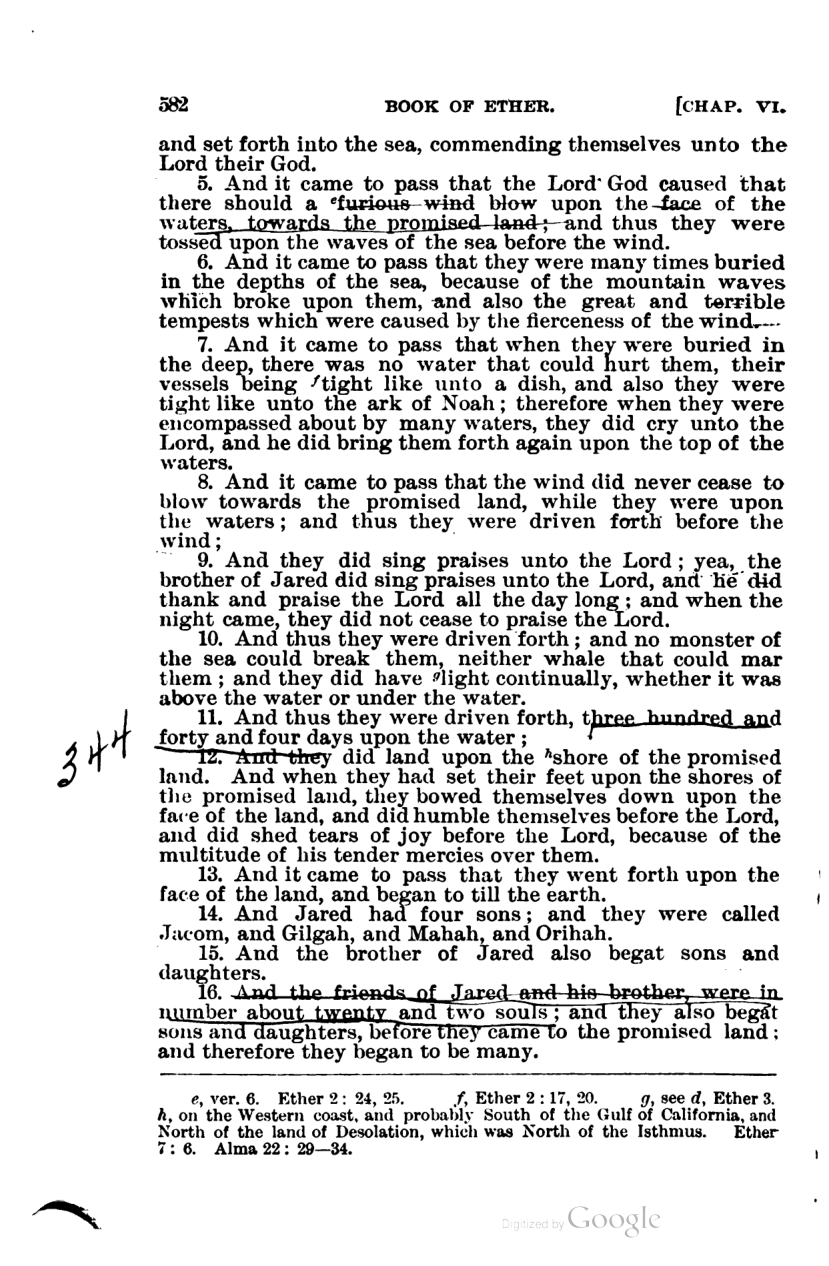 582 BOOK OF ETHER. [CHAP. VI.
and set forth into the sea, commending themselves unto the
Lord their God.
5. And it came to pass that the Lord God caused that
there should a ᵉfurious wind blow upon the face of the
waters, towards the promised land; and thus they were
tossed upon the waves of the sea before the wind.
6. And it came to pass that they were many times buried
in the depths of the sea, because of the mountain waves
which broke upon them, and also the great and terrible
tempests which were caused by the fierceness of the wind.
7. And it came to pass that when they were buried in
the deep, there was no water that could hurt them, their
vessels being ᶠtight like unto a dish, and also they were
tight like unto the ark of Noah; therefore when they were
encompassed about by many waters, they did cry unto the
Lord, and he did bring them forth again upon the top of the
waters.
8. And it came to pass that the wind did never cease to
blow towards the promised land, while they were upon
the waters; and thus they were driven forth before the
wind;
9. And they did sing praises unto the Lord; yea, the
brother of Jared did sing praises unto the Lord, and he did
thank and praise the Lord all the day long; and when the
night came, they did not cease to praise the Lord.
10. And thus they were driven forth; and no monster of
the sea could break them, neither whale that could mar
them; and they did have ᵍlight continually, whether it was
above the water or under the water.
11. And thus they were driven forth, three hundred and
344
forty and four days upon the water;
12. And they did land upon the ʰshore of the promised
land. And when they had set their feet upon the shores of
the promised land, they bowed themselves down upon the
face of the land, and did humble themselves before the Lord,
and did shed tears of joy before the Lord, because of the
multitude of his tender mercies over them.
13. And it came to pass that they went forth upon the
face of the land, and began to till the earth.
14. And Jared had four sons; and they were called
Jacom, and Gilgah, and Mahah, and Orihah.
15. And the brother of Jared also begat sons and
daughters.
16. And the friends of Jared and his brother, were in
number about twenty and two souls; and they also begat
sons and daughters, before they came to the promised land;
and therefore they began to be many.
e, ver. 6. Ether 2: 24, 25. f, Ether 2: 17, 20. g, see d, Ether 3.
h, on the Western coast, and probably South of the Gulf of California, and
North of the land of Desolation, which was North of the Isthmus. Ether
7: 6. Alma 22: 29—34.
Digitized by Google